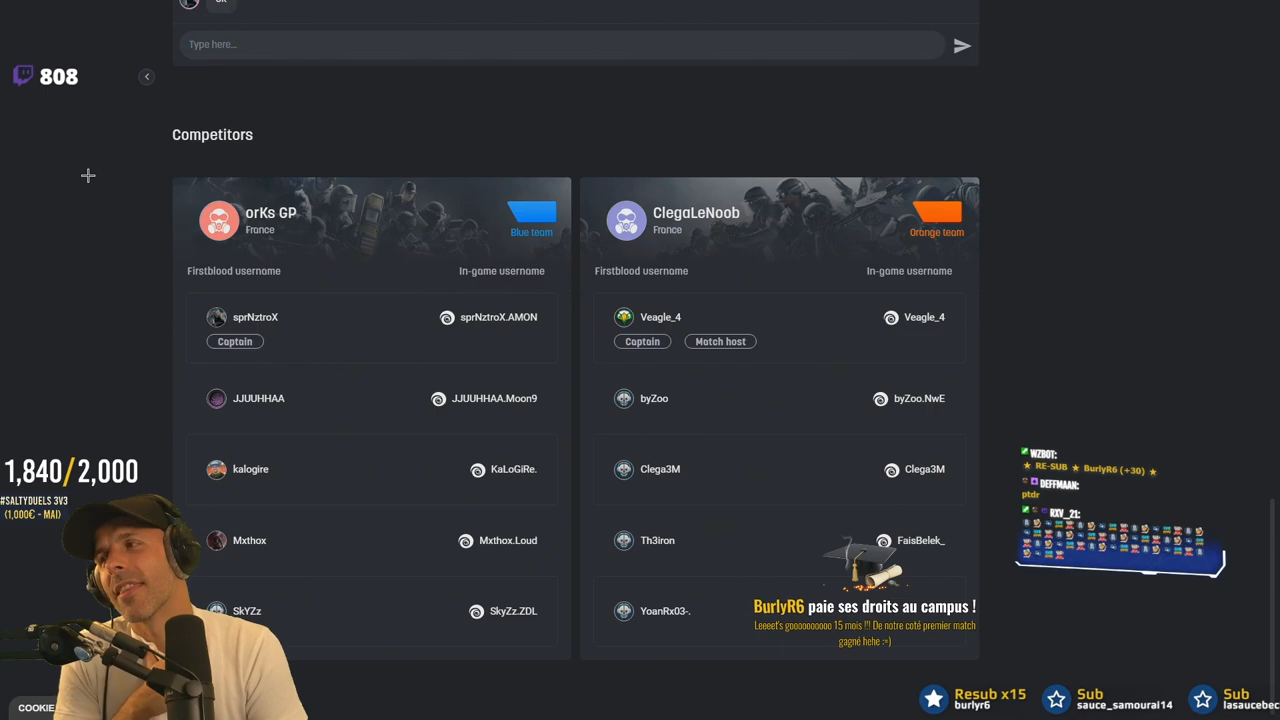 Type here...
808
Competitors
orKs GP
France
Blue team
ClegaLeNoob
France
Orange team
Firstblood username
In-game username
Firstblood username
In-game username
sprNztroX
sprNztroX.AMON
Captain
Veagle_4
Veagle_4
Captain
Match host
JJUUHHAA
JJUUHHAA.Moon9
byZoo
byZoo.NwE
kalogire
KaLoGiRe.
Clega3M
Clega3M
Mxthox
Mxthox.Loud
Th3iron
FaisBelek_
SkYZz
SkyZz.ZDL
YoanRx03-.
1,840/2,000
#SALTYDUELS 3V3
(1,000€ - MAI)
WZBOT:
★ RE-SUB ★ BurlyR6 (+30) ★
DEFFMAAN:
ptdr
RXV_21:
BurlyR6 paie ses droits au campus !
Leeeet's goooooooooo 15 mois !!! De notre coté premier match
gagné hehe :=)
COOKIE
Resub x15
burlyr6
Sub
sauce_samourai14
Sub
lasaucebec